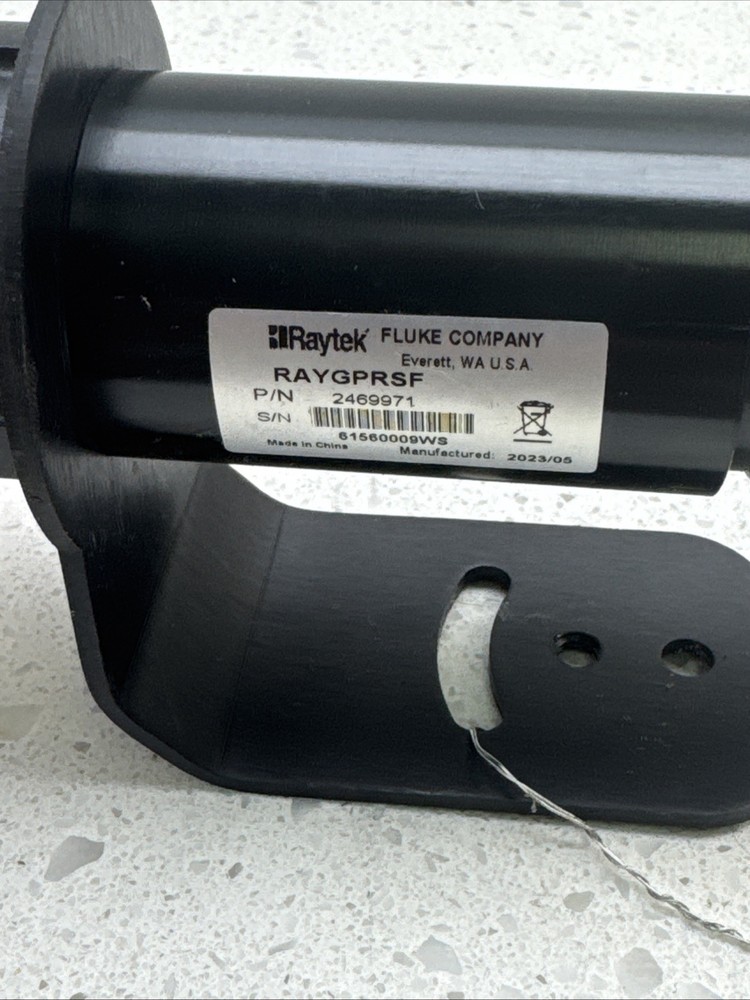 Raytek FLUKE COMPANY
Everett, WA U.S.A.
RAYGPRSF
P/N 2469971
S/N
61560009WS
Made in China Manufactured: 2023/05